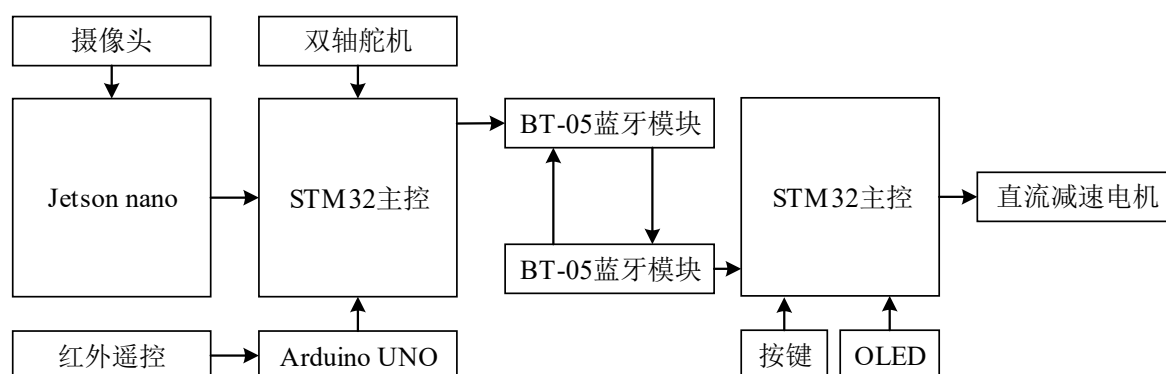 摄像头
双轴舵机
BT-05蓝牙模块
Jetson nano
STM32主控
STM32主控
直流减速电机
BT-05蓝牙模块
红外遥控
Arduino UNO
按键
OLED